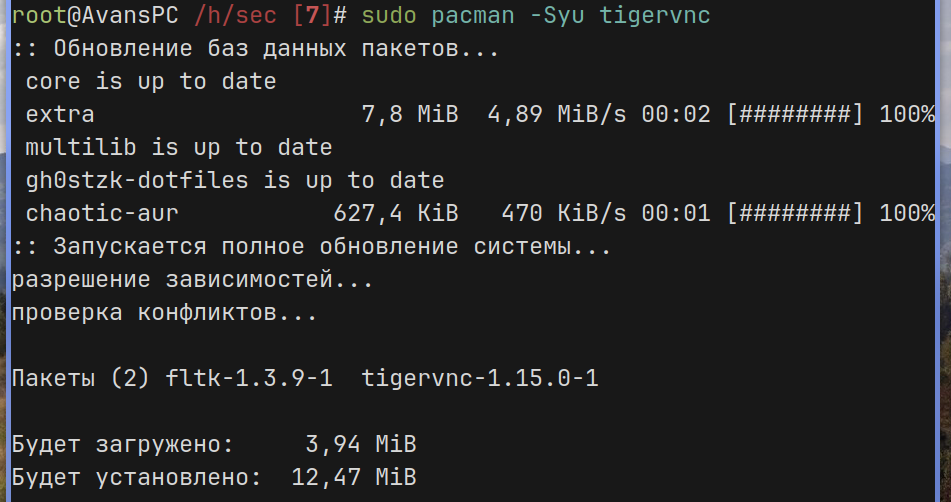 root@AvansPC /h/sec [7]# sudo pacman -Syu tigervnc
:: Обновление баз данных пакетов...
core is up to date
extra 7,8 MiB 4,89 MiB/s 00:02 [########] 100%
multilib is up to date
gh0stzk-dotfiles is up to date
chaotic-aur 627,4 KiB 470 KiB/s 00:01 [########] 100%
:: Запускается полное обновление системы...
разрешение зависимостей...
проверка конфликтов...
Пакеты (2) fltk-1.3.9-1 tigervnc-1.15.0-1
Будет загружено: 3,94 MiB
Будет установлено: 12,47 MiB